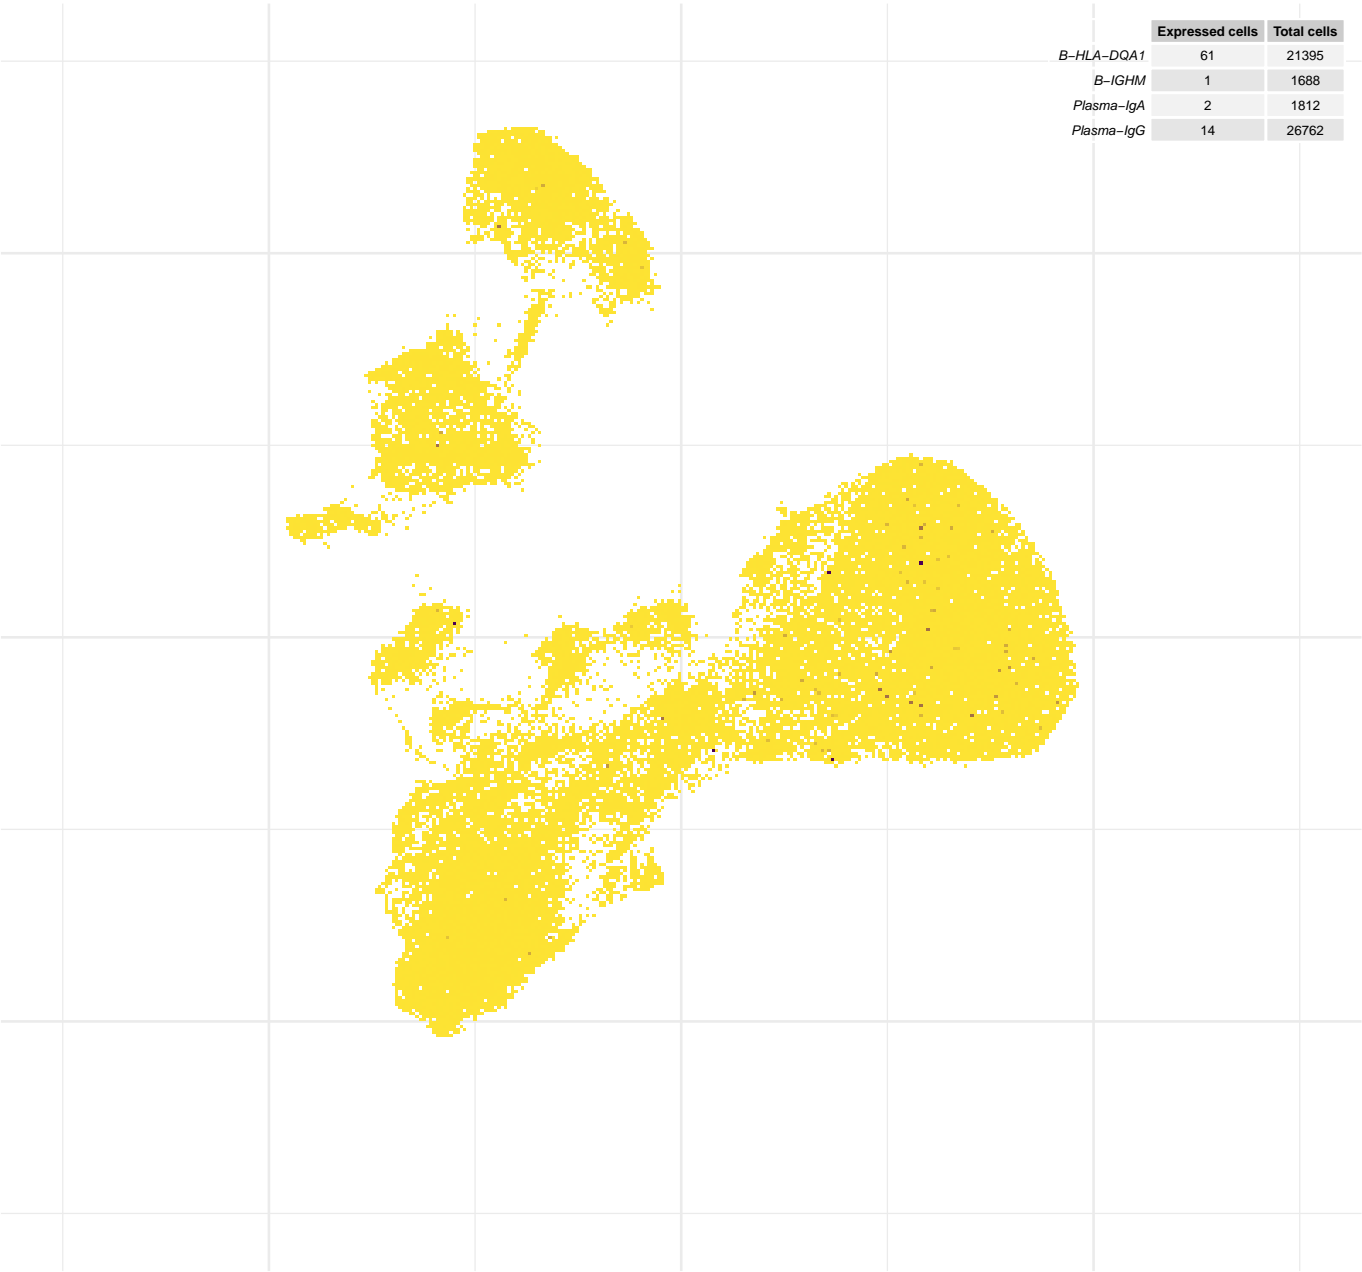 Expressed cells Total cells
B−HLA−DQA1 61 21395
B−IGHM 1 1688
Plasma−IgA 2 1812
Plasma−IgG 14 26762